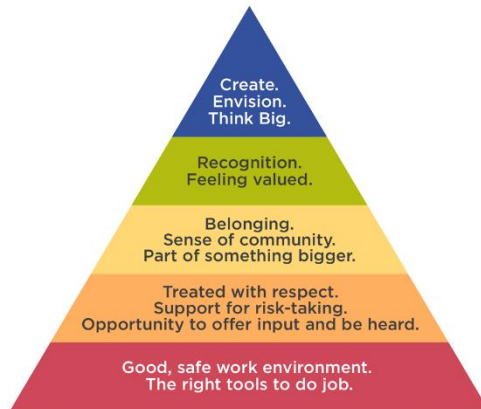 Create.
Envision.
Think Big.
Recognition.
Feeling valued.
Belonging.
Sense of community.
Part of something bigger.
Treated with respect.
Support for risk-taking.
Opportunity to offer input and be heard.
Good, safe work environment.
The right tools to do job.